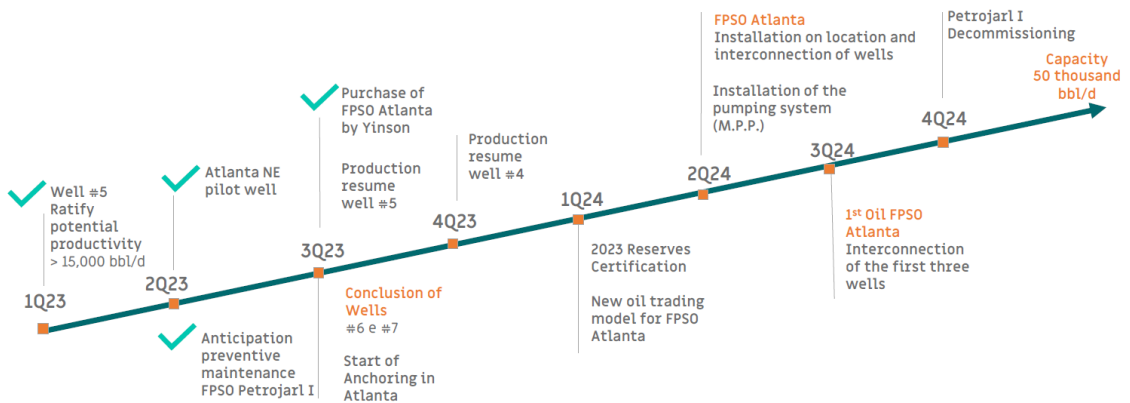 Well #5
Ratify
potential
productivity
> 15,000 bbl/d
1Q23
Atlanta NE
pilot well
2Q23
Anticipation
preventive
maintenance
FPSO Petrojarl I
Purchase of
FPSO Atlanta
by Yinson
Production
resume
well #5
3Q23
Conclusion of
Wells
#6 e #7
Start of
Anchoring in
Atlanta
Production
resume
well #4
4Q23
1Q24
2023 Reserves
Certification
New oil trading
model for FPSO
Atlanta
FPSO Atlanta
Installation on location and
interconnection of wells
Installation of the
pumping system
(M.P.P.)
2Q24
3Q24
1st Oil FPSO
Atlanta
Interconnection
of the first three
wells
Petrojarl I
Decommissioning
4Q24
Capacity
50 thousand
bbl/d